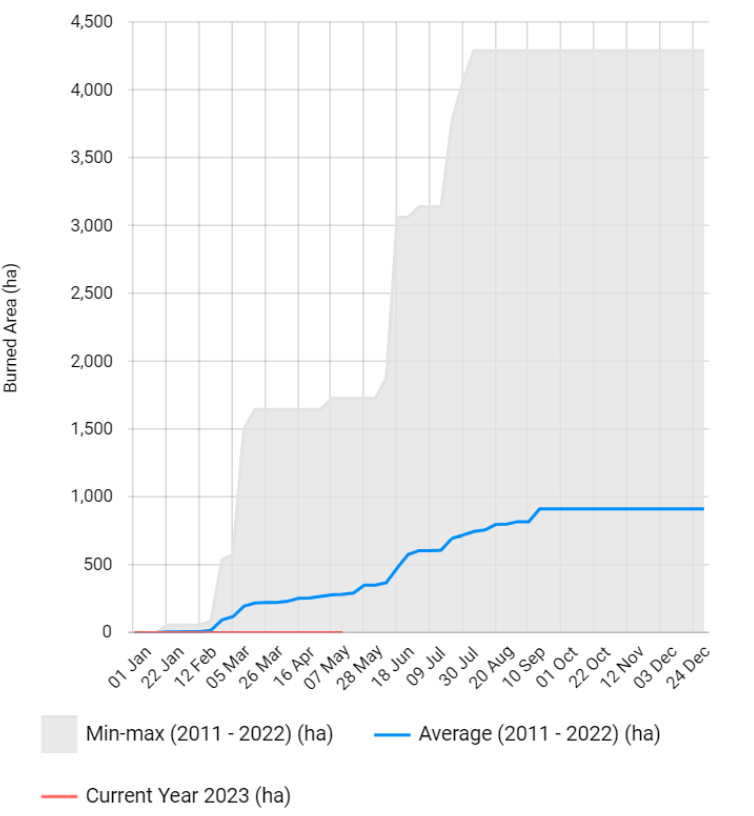 4,500
4,000
3,500
3,000
2,500
2,000
1,500
1,000
500
0
Burned Area (ha)
01 Jan
22 Jan
12 Feb
05 Mar
26 Mar
16 Apr
07 May
28 May
18 Jun
09 Jul
30 Jul
20 Aug
10 Sep
01 Oct
22 Oct
12 Nov
03 Dec
24 Dec
Min-max (2011 - 2022) (ha)
Average (2011 - 2022) (ha)
Current Year 2023 (ha)